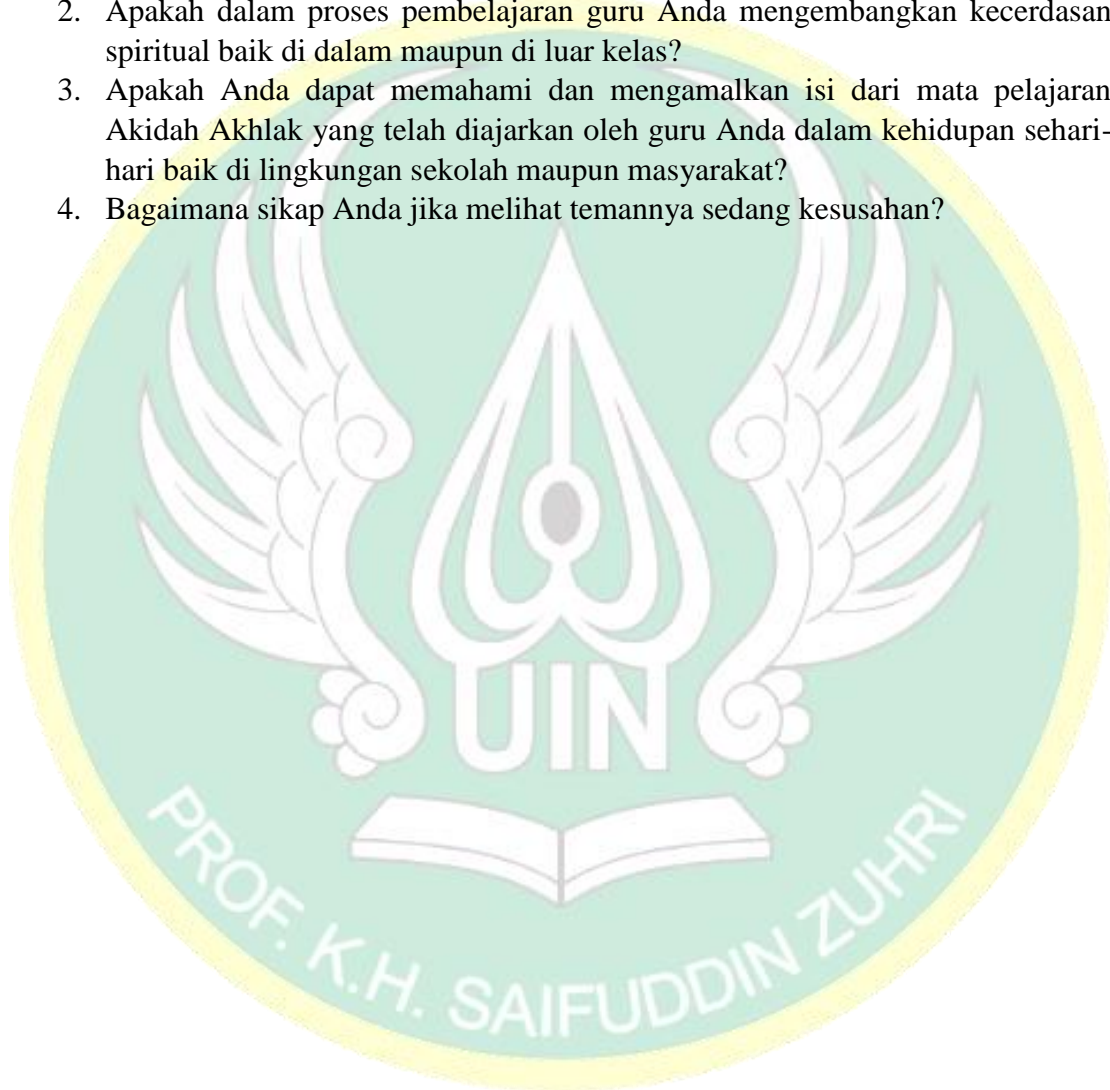 2. Apakah dalam proses pembelajaran guru Anda mengembangkan kecerdasan
spiritual baik di dalam maupun di luar kelas?
3. Apakah Anda dapat memahami dan mengamalkan isi dari mata pelajaran
Akidah Akhlak yang telah diajarkan oleh guru Anda dalam kehidupan sehari-
hari baik di lingkungan sekolah maupun masyarakat?
4. Bagaimana sikap Anda jika melihat temannya sedang kesusahan?
UIN
PROF. K.H. SAIFUDDIN ZUHRI